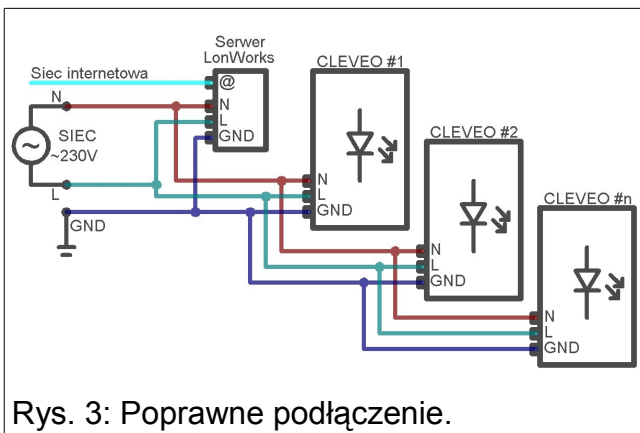 Serwer
LonWorks
Siec internetowa
@
N
L
GND
N
SIEC
~230V
L
GND
CLEVEO #1
N
L
GND
CLEVEO #2
N
L
GND
CLEVEO #n
N
L
GND
Rys. 3: Poprawne podłączenie.